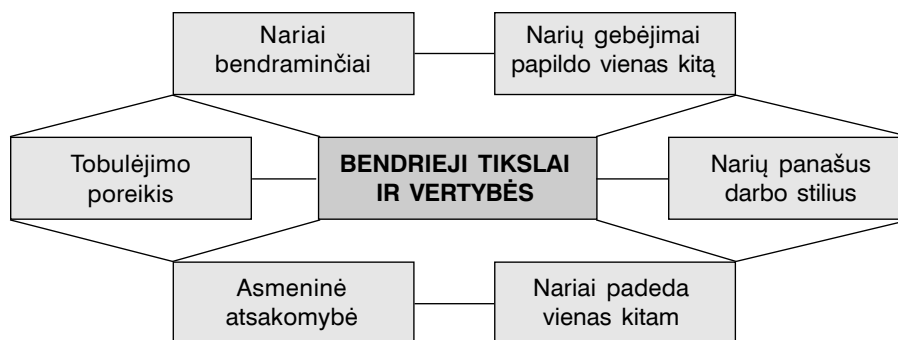 Nariai
bendraminčiai
Narių gebėjimai
papildo vienas kitą
Tobulėjimo
poreikis
BENDRIEJI TIKSLAI
IR VERTYBĖS
Narių panašus
darbo stilius
Asmeninė
atsakomybė
Nariai padeda
vienas kitam